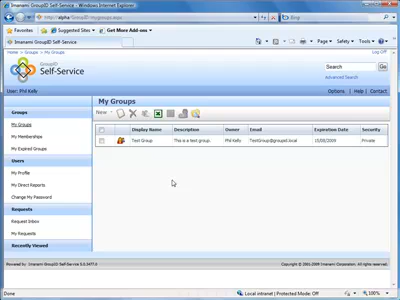 Imanami GroupID Self-Service - Windows Internet Explorer
http://alpha/GroupID/mygroups.aspx
Bing
Favorites
Suggested Sites
Get More Add-ons
Imanami GroupID Self-Service
Page Safety Tools
Home > Groups > My Groups
Log Off
GroupID
Self-Service
Search
Go
Advanced Search
User: Phil Kelly
Options | Help | Contact
Groups
My Groups
My Memberships
My Expired Groups
Users
My Profile
My Direct Reports
Change My Password
Requests
Request Inbox
My Requests
Recently Viewed
My Groups
New
Display Name Description Owner Email Expiration Date Security
Test Group This is a test group. Phil Kelly TestGroup@groupid.local 10/08/2009 Private
Powered by Imanami GroupID Self-Service
Copyright © 2001-2009 Imanami Corporation. All Rights Reserved.
Done
Local intranet | Protected Mode: Off
100%